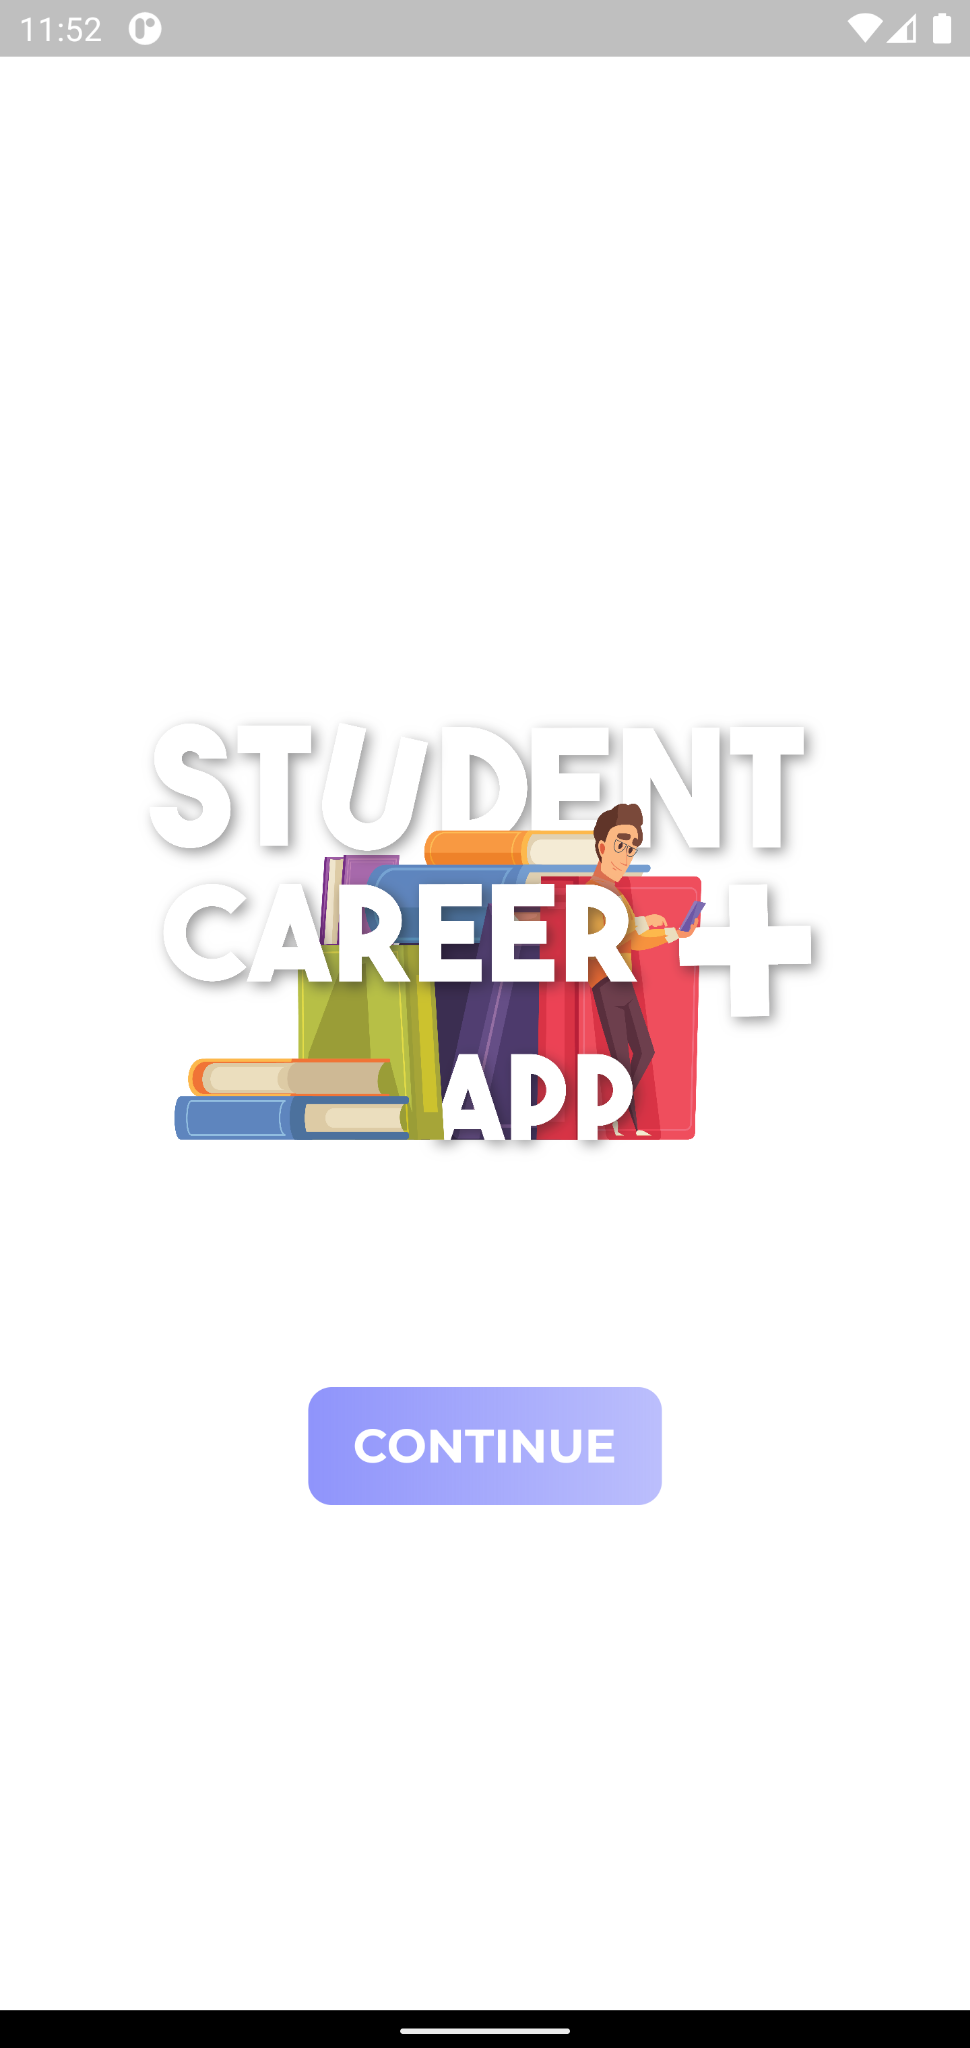 11:52
STUDENT
CAREER +
APP
CONTINUE